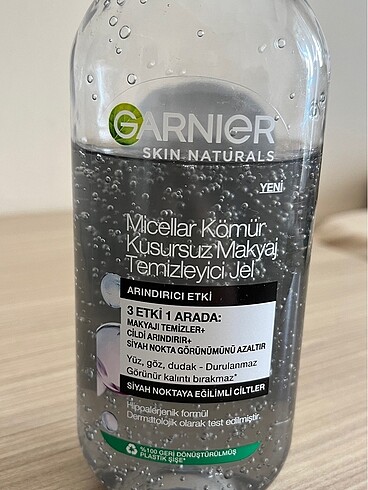 GARNIER
SKIN NATURALS
YENİ
Micellar Kömür
Kusursuz Makyaj
Temizleyici Jel
ARINDIRICI ETKİ
3 ETKİ 1 ARADA:
MAKYAJI TEMİZLER+
CİLDİ ARINDIRIR+
SİYAH NOKTA GÖRÜNÜMÜNÜ AZALTIR
Yüz, göz, dudak - Durulanmaz
Görünür kalıntı bırakmaz*
SİYAH NOKTAYA EĞİLİMLİ CİLTLER
Hipoalerjenik formül
Dermatolojik olarak test edilmiştir.
%100 GERİ DÖNÜŞTÜRÜLMÜŞ
PLASTİK ŞİŞE*